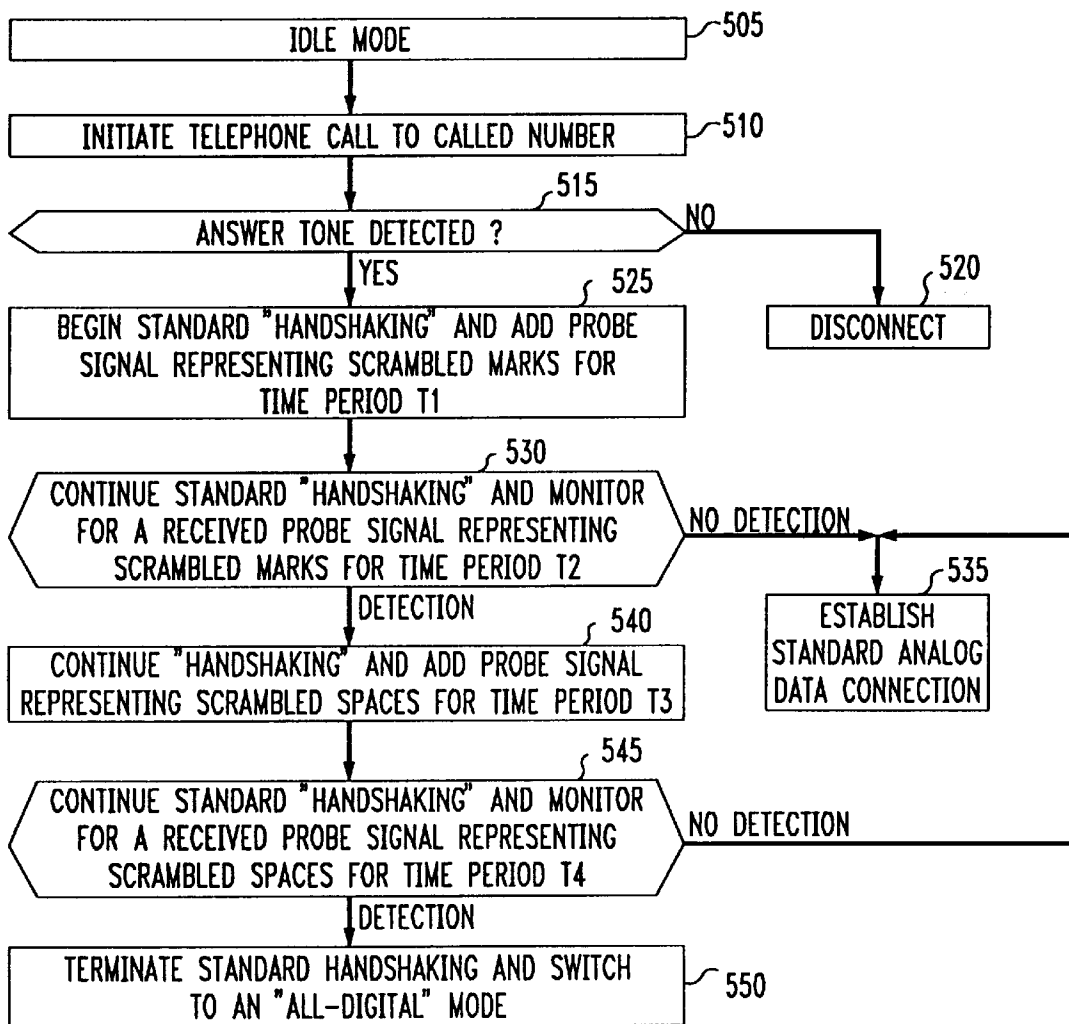 IDLE MODE
505
INITIATE TELEPHONE CALL TO CALLED NUMBER
510
515
ANSWER TONE DETECTED ?
NO
YES
520
DISCONNECT
525
BEGIN STANDARD "HANDSHAKING" AND ADD PROBE
SIGNAL REPRESENTING SCRAMBLED MARKS FOR
TIME PERIOD T1
530
CONTINUE STANDARD "HANDSHAKING" AND MONITOR
FOR A RECEIVED PROBE SIGNAL REPRESENTING
SCRAMBLED MARKS FOR TIME PERIOD T2
NO DETECTION
DETECTION
535
ESTABLISH
STANDARD ANALOG
DATA CONNECTION
540
CONTINUE "HANDSHAKING" AND ADD PROBE SIGNAL
REPRESENTING SCRAMBLED SPACES FOR TIME PERIOD T3
545
CONTINUE STANDARD "HANDSHAKING" AND MONITOR
FOR A RECEIVED PROBE SIGNAL REPRESENTING
SCRAMBLED SPACES FOR TIME PERIOD T4
NO DETECTION
DETECTION
TERMINATE STANDARD HANDSHAKING AND SWITCH
TO AN "ALL-DIGITAL" MODE
550